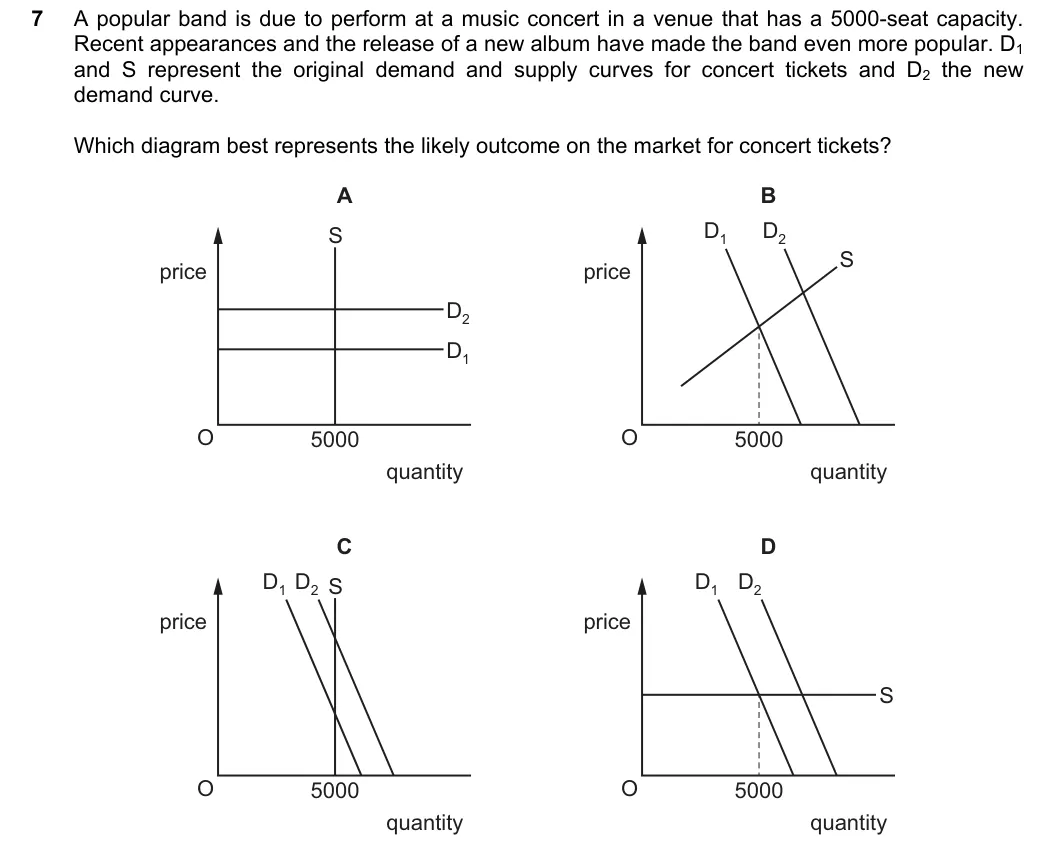 7 A popular band is due to perform at a music concert in a venue that has a 5000-seat capacity.
Recent appearances and the release of a new album have made the band even more popular. D₁
and S represent the original demand and supply curves for concert tickets and D₂ the new
demand curve.
Which diagram best represents the likely outcome on the market for concert tickets?
A
S
price
D₂
D₁
O
5000
quantity
B
D₁
D₂
S
price
O
5000
quantity
C
D₁ D₂ S
price
O
5000
quantity
D
D₁ D₂
price
S
O
5000
quantity